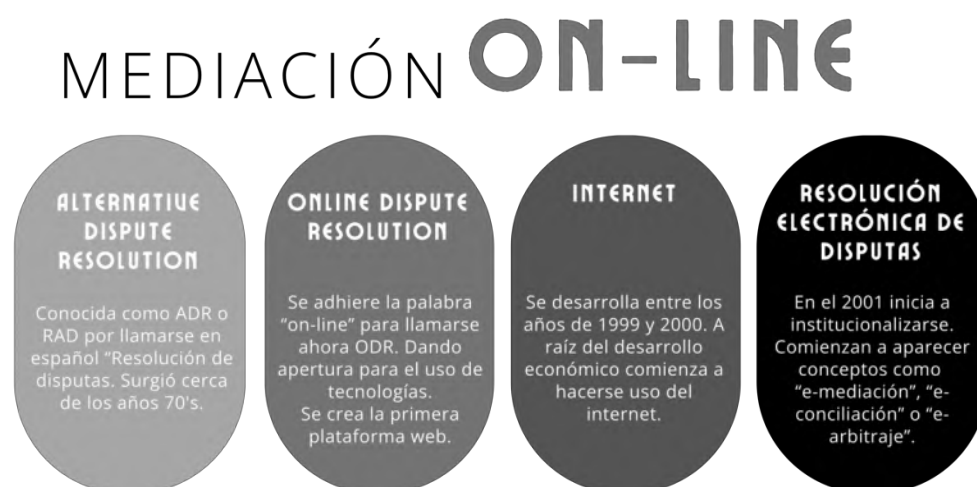 MEDIACIÓN ON-LINE
ALTERNATIVE
DISPUTE
RESOLUTION
Conocida como ADR o
RAD por llamarse en
español "Resolución de
disputas. Surgió cerca
de los años 70's.
ONLINE DISPUTE
RESOLUTION
Se adhiere la palabra
"on-line" para llamarse
ahora ODR. Dando
apertura para el uso de
tecnologías.
Se crea la primera
plataforma web.
INTERNET
Se desarrolla entre los
años de 1999 y 2000. A
raíz del desarrollo
económico comienza a
hacerse uso del
internet.
RESOLUCIÓN
ELECTRÓNICA DE
DISPUTAS
En el 2001 inicia a
institucionalizarse.
Comienzan a aparecer
conceptos como
"e-mediación", "e-
conciliación" o "e-
arbitraje".